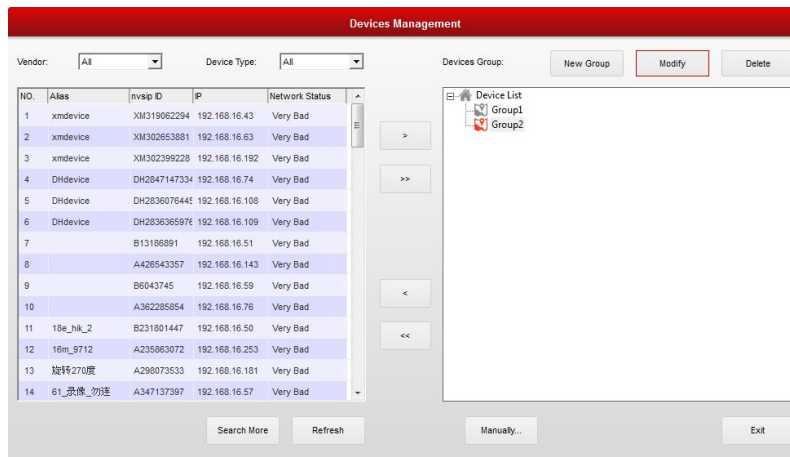 Devices Management
Vendor: All Device Type: All Devices Group: New Group Modify Delete
NO. Alias nvsip ID IP Network Status
1 xmdevice XM319062294 192.168.16.43 Very Bad
2 xmdevice XM302653881 192.168.16.63 Very Bad
3 xmdevice XM302399228 192.168.16.192 Very Bad
4 DHdevice DH2847147334 192.168.16.74 Very Bad
5 DHdevice DH2836076445 192.168.16.108 Very Bad
6 DHdevice DH2836365976 192.168.16.109 Very Bad
7 B13186891 192.168.16.51 Very Bad
8 A426543357 192.168.16.143 Very Bad
9 B6043745 192.168.16.59 Very Bad
10 A362285854 192.168.16.76 Very Bad
11 18e_hik_2 B231801447 192.168.16.50 Very Bad
12 16m_9712 A235863072 192.168.16.253 Very Bad
13 旋转270度 A298073533 192.168.16.181 Very Bad
14 61_录像_勿连 A347137397 192.168.16.57 Very Bad
>
>>
<
<<
Device List
Group1
Group2
Search More Refresh Manually... Exit